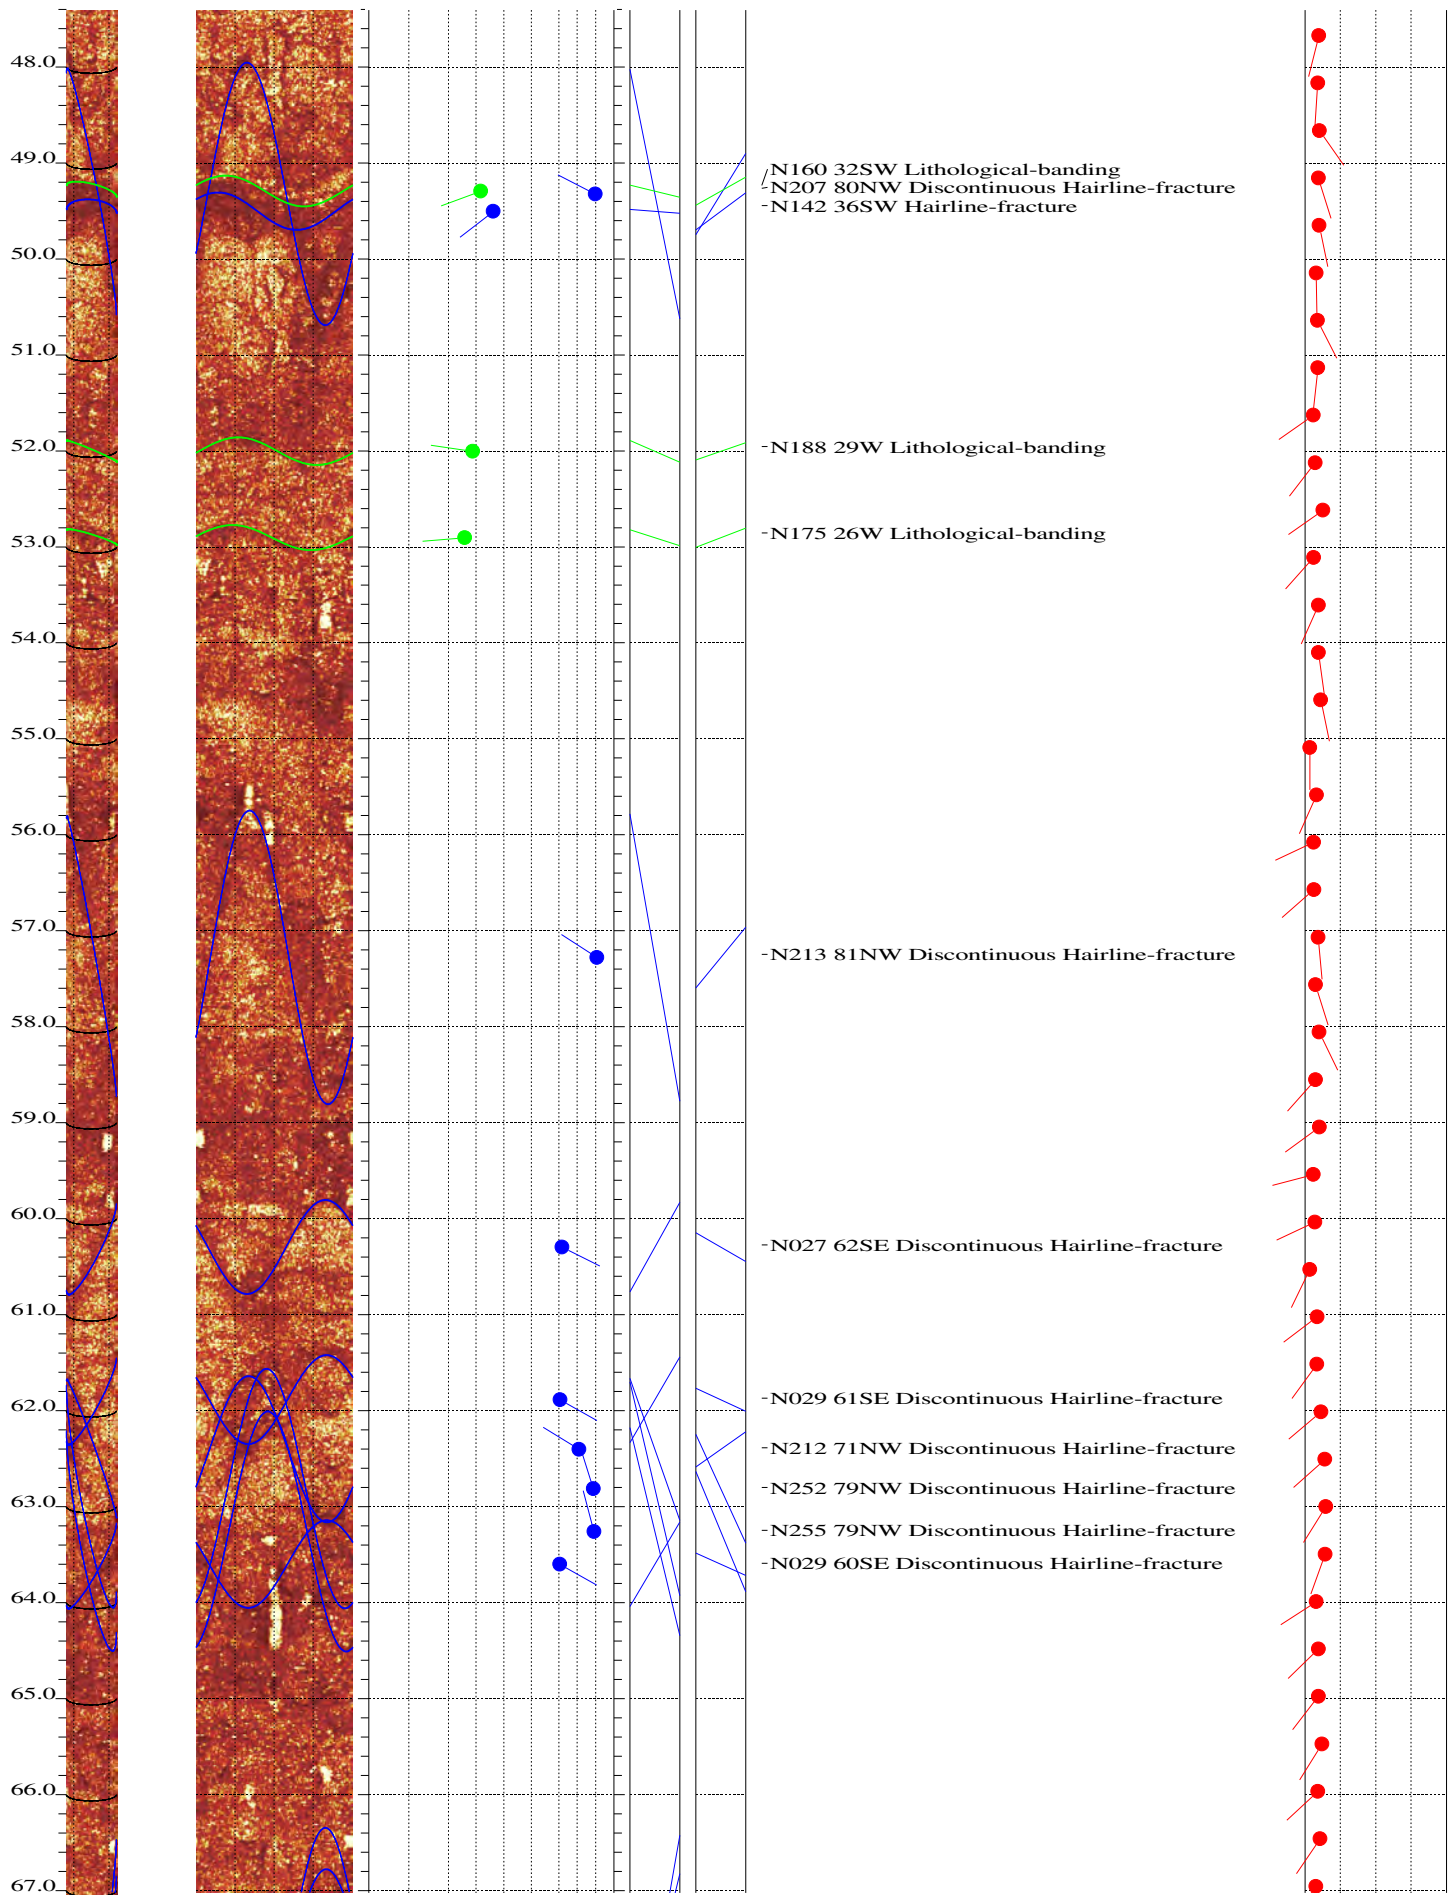 48.0
49.0
N160 32SW Lithological-banding
N207 80NW Discontinuous Hairline-fracture
N142 36SW Hairline-fracture
50.0
51.0
52.0
N188 29W Lithological-banding
53.0
N175 26W Lithological-banding
54.0
55.0
56.0
57.0
N213 81NW Discontinuous Hairline-fracture
58.0
59.0
60.0
N027 62SE Discontinuous Hairline-fracture
61.0
62.0
N029 61SE Discontinuous Hairline-fracture
N212 71NW Discontinuous Hairline-fracture
63.0
N252 79NW Discontinuous Hairline-fracture
N255 79NW Discontinuous Hairline-fracture
N029 60SE Discontinuous Hairline-fracture
64.0
65.0
66.0
67.0